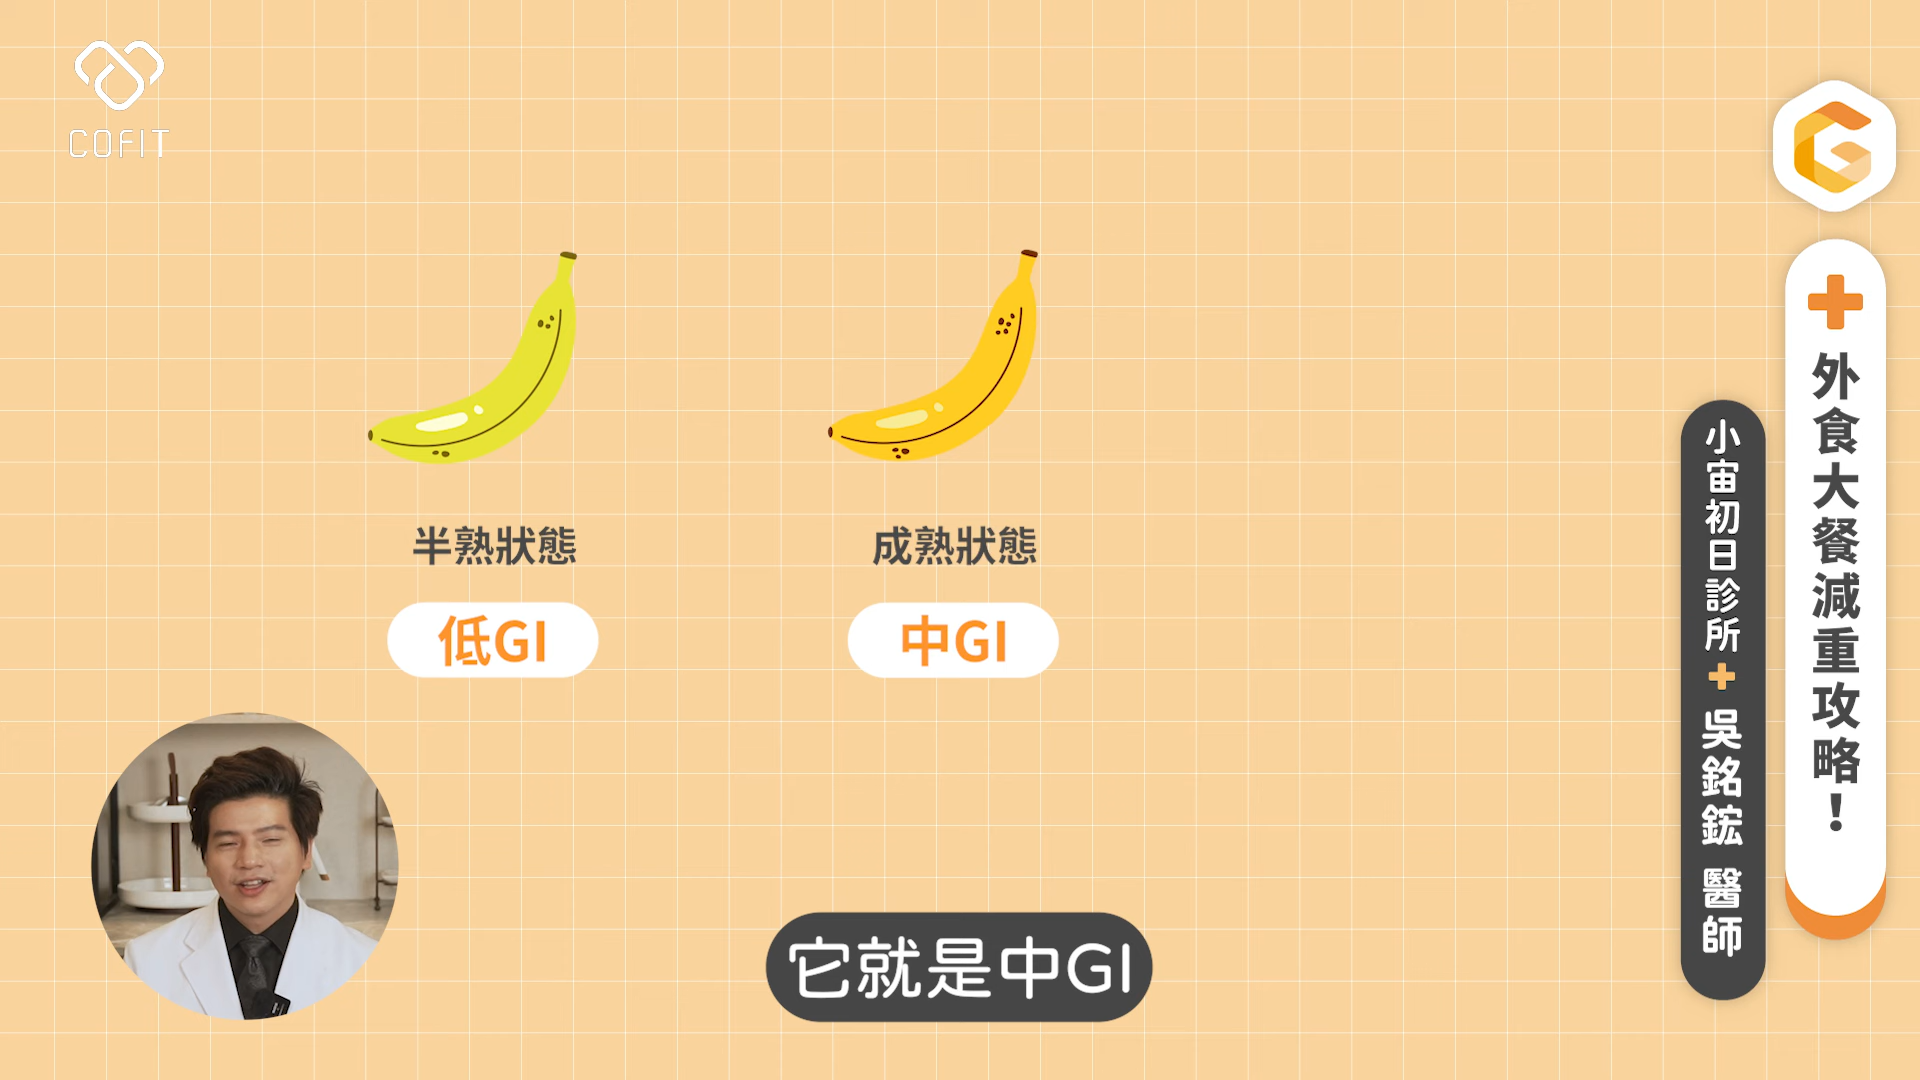 COFIT
半熟狀態
低GI
成熟狀態
中GI
它就是中GI
外食大餐減重攻略！
小宙初日診所
吳銘鋐 醫師